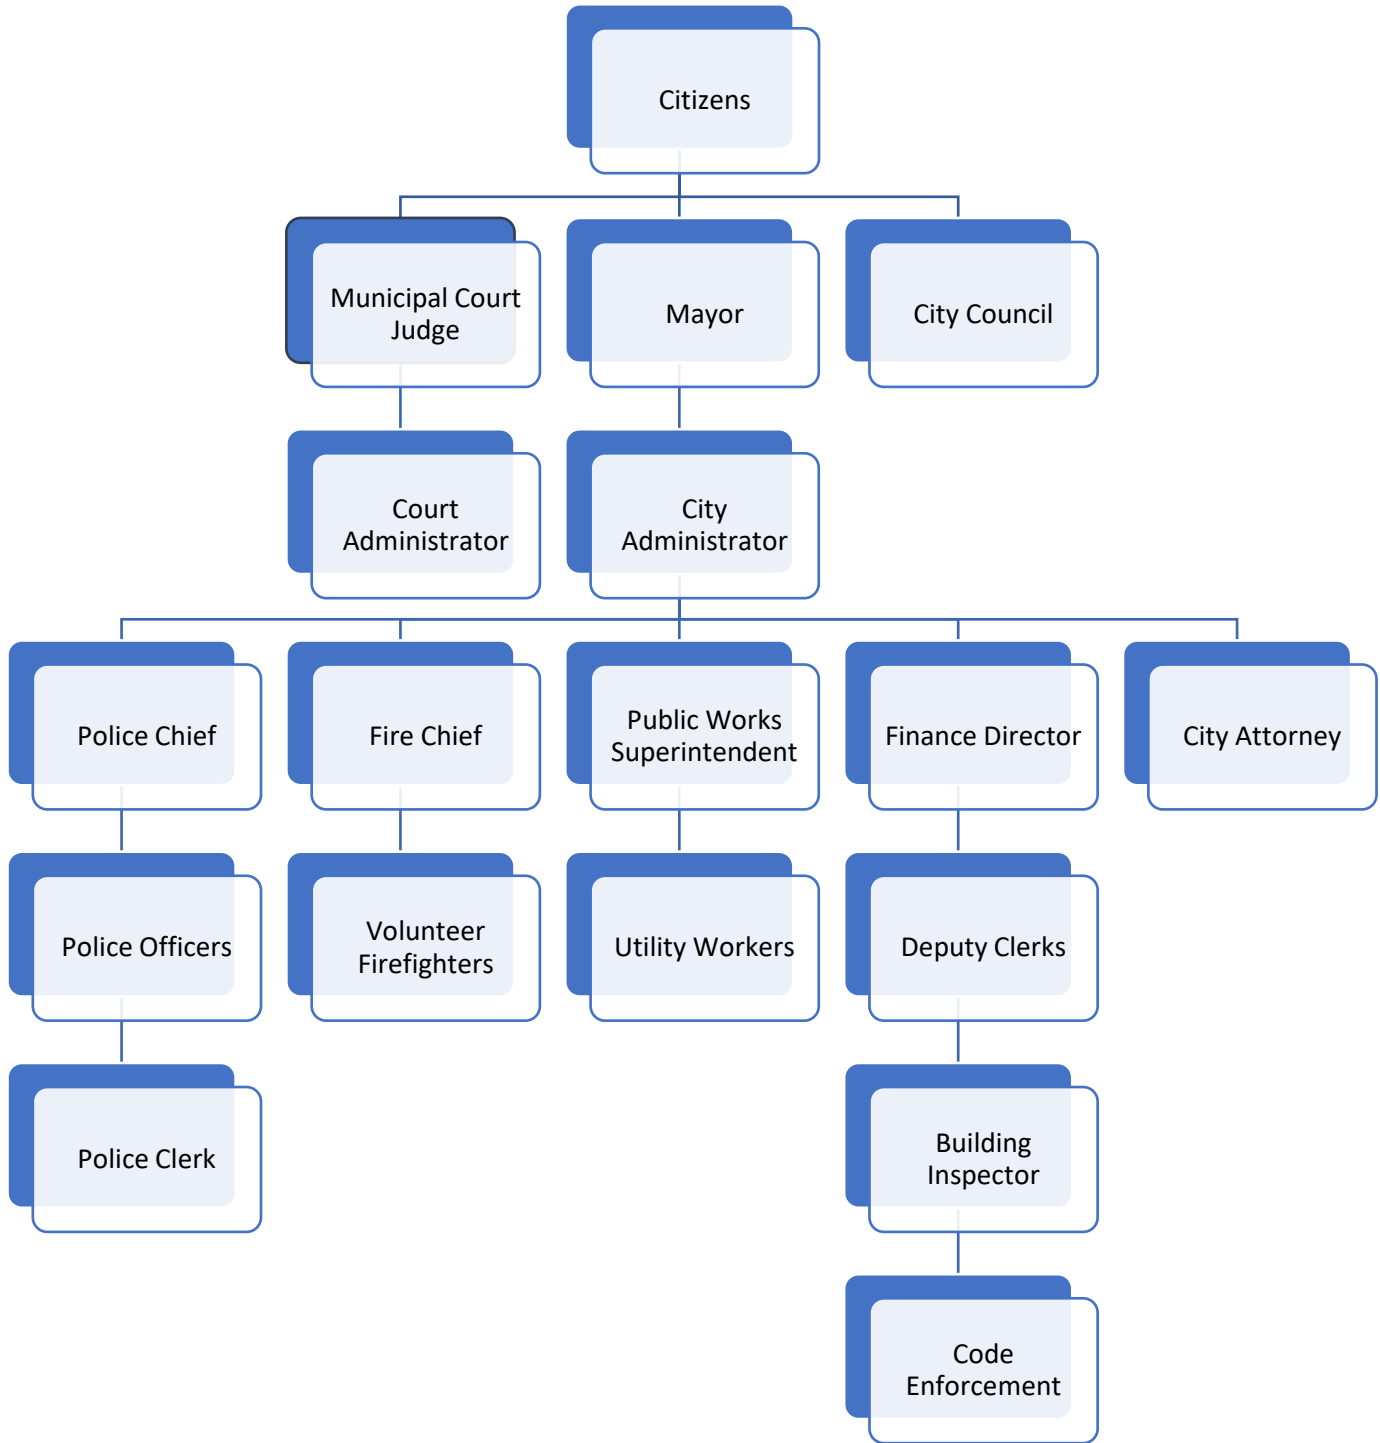 Citizens
Municipal Court
Judge
Mayor
City Council
Court
Administrator
City
Administrator
Police Chief
Fire Chief
Public Works
Superintendent
Finance Director
City Attorney
Police Officers
Volunteer
Firefighters
Utility Workers
Deputy Clerks
Police Clerk
Building
Inspector
Code
Enforcement